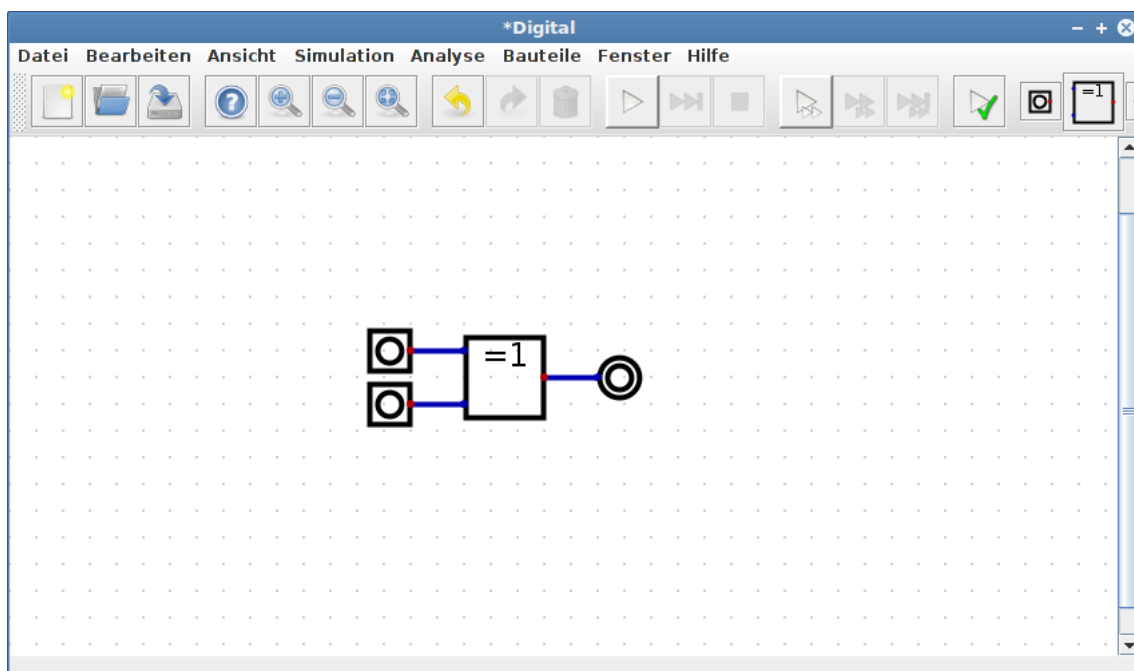 *Digital
Datei Bearbeiten Ansicht Simulation Analyse Bauteile Fenster Hilfe
? =1
=1